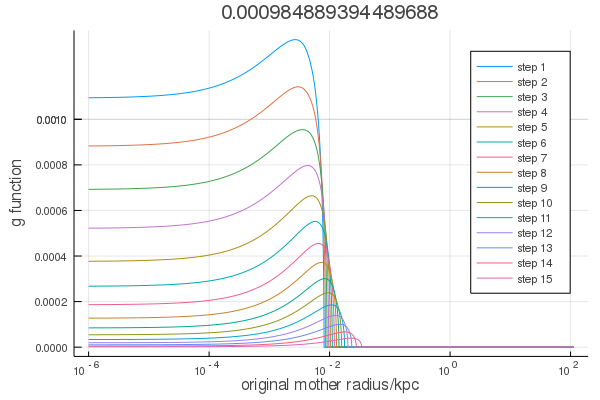 0.000984889394489688
g function
0.0010
0.0008
0.0006
0.0004
0.0002
0.0000
10^-6
10^-4
10^-2
10^0
10^2
original mother radius/kpc
step 1
step 2
step 3
step 4
step 5
step 6
step 7
step 8
step 9
step 10
step 11
step 12
step 13
step 14
step 15